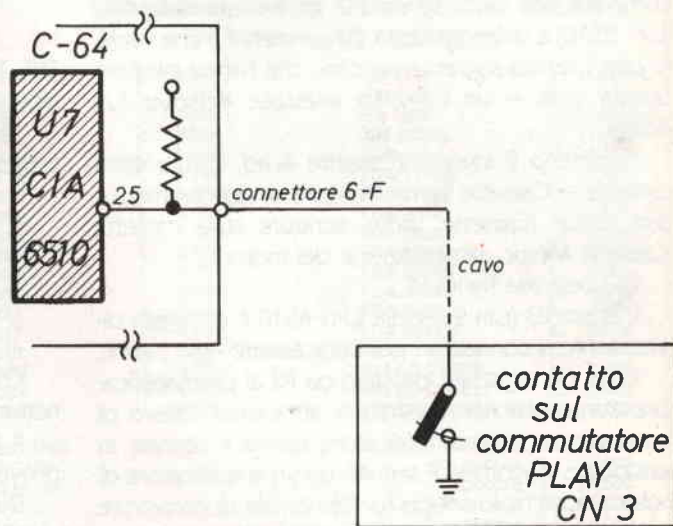 C-64
U7
CIA
6510
25
connettore 6-F
cavo
contatto
sul
commutatore
PLAY
CN 3